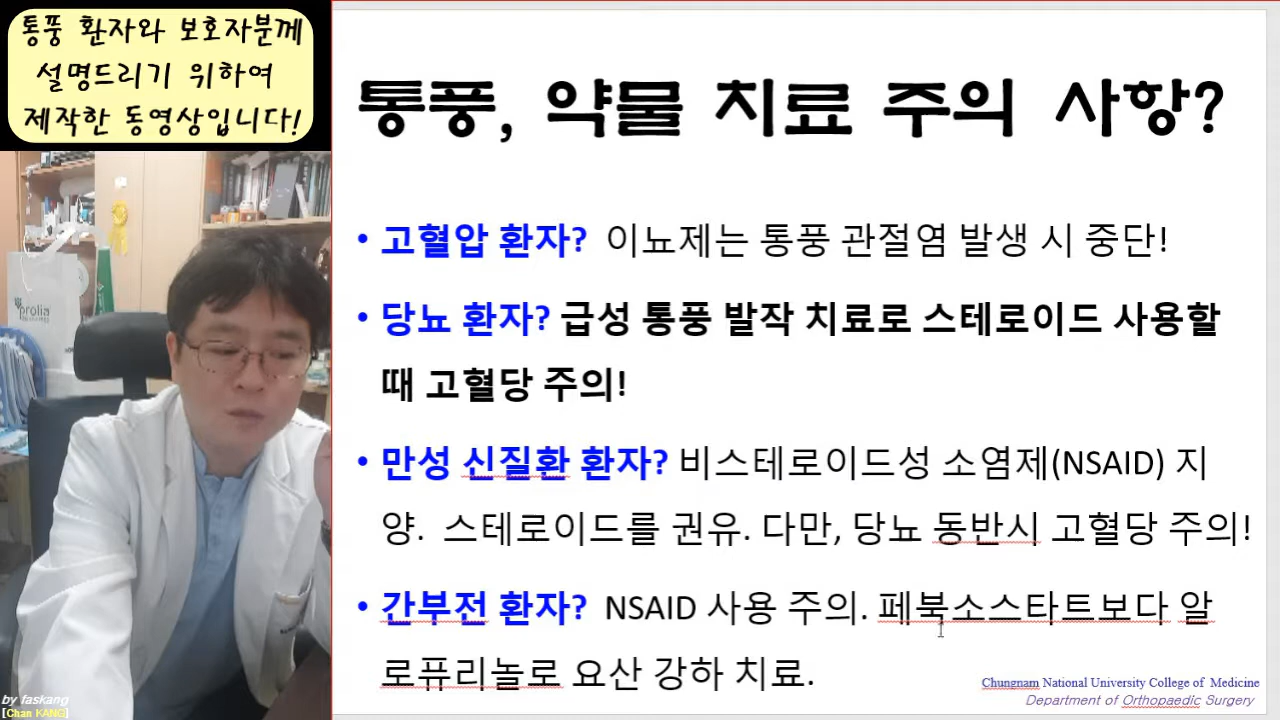 통풍 환자와 보호자분께
설명드리기 위하여
제작한 동영상입니다!
통풍, 약물 치료 주의 사항?
• 고혈압 환자? 이뇨제는 통풍 관절염 발생 시 중단!
• 당뇨 환자? 급성 통풍 발작 치료로 스테로이드 사용할
때 고혈당 주의!
• 만성 신질환 환자? 비스테로이드성 소염제(NSAID) 지
양. 스테로이드를 권유. 다만, 당뇨 동반시 고혈당 주의!
• 간부전 환자? NSAID 사용 주의. 페북소스타트보다 알
로퓨리놀로 요산 강하 치료.
Chungnam National University College of Medicine
Department of Orthopaedic Surgery
prolia
by faskang
[Chan KANG]